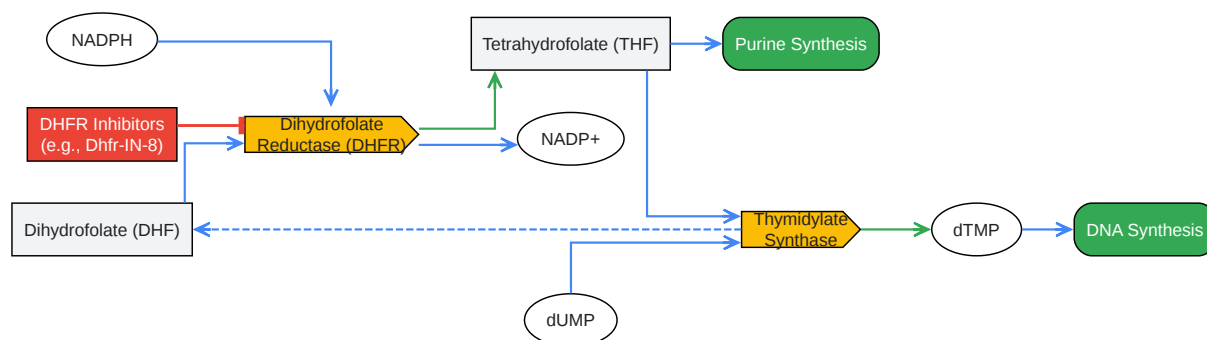 NADPH
Tetrahydrofolate (THF)
Purine Synthesis
DHFR Inhibitors
(e.g., Dhfr-IN-8)
Dihydrofolate
Reductase (DHFR)
NADP+
Dihydrofolate (DHF)
Thymidylate
Synthase
dTMP
DNA Synthesis
dUMP